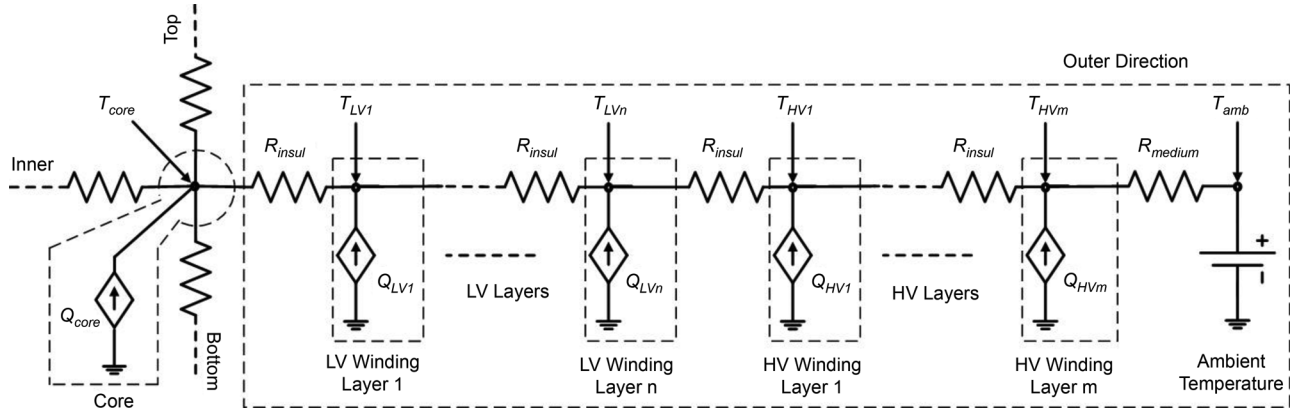 Top
Outer Direction
T_core
T_LV1
T_LVn
T_HV1
T_HVm
T_amb
Inner
R_insul
R_insul
R_insul
R_insul
R_medium
+
Q_LV1
Q_LVn
Q_HV1
Q_HVm
−
LV Layers
HV Layers
Q_core
Bottom
LV Winding
Layer 1
LV Winding
Layer n
HV Winding
Layer 1
HV Winding
Layer m
Ambient
Temperature
Core